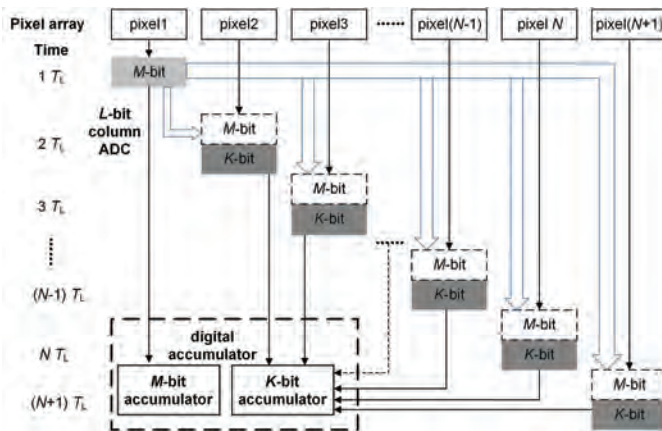 Pixel array pixel1 pixel2 pixel3 pixel(N-1) pixel N pixel(N+1)
Time
1 TL M-bit
L-bit
column
ADC
2 TL M-bit
K-bit
3 TL M-bit
K-bit
(N-1) TL M-bit
K-bit
N TL M-bit
K-bit
(N+1) TL M-bit
K-bit
digital
accumulator
M-bit
accumulator
K-bit
accumulator